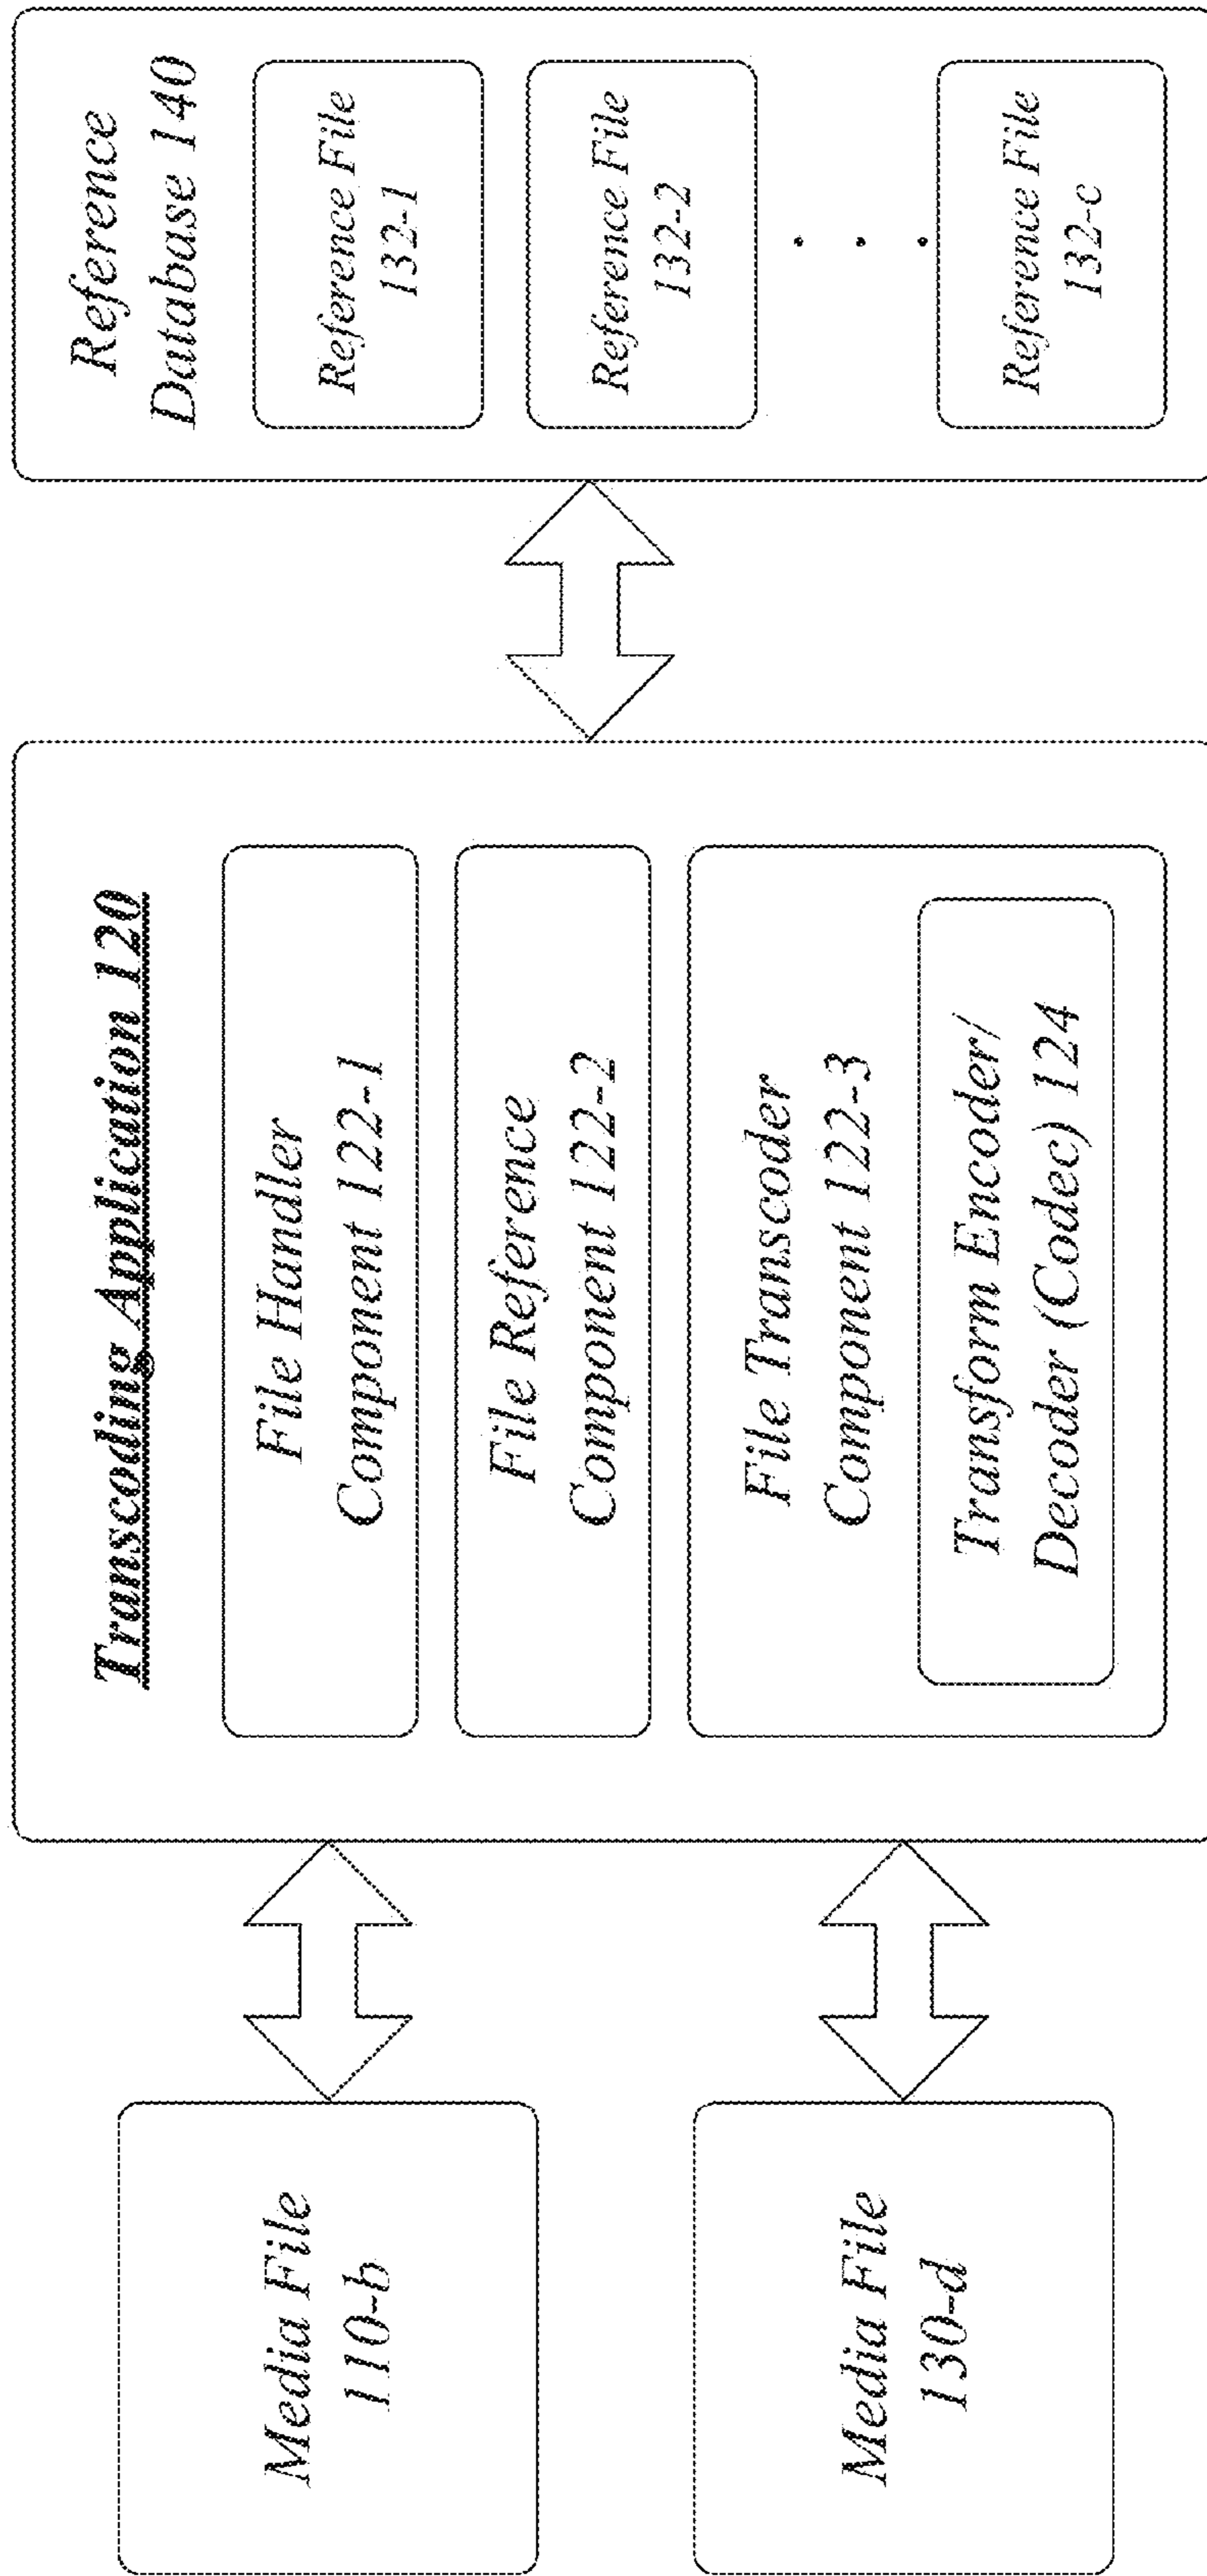 Media File
110-b
Media File
130-d
Transcoding Application 120
File Handler
Component 122-1
File Reference
Component 122-2
File Transcoder
Component 122-3
Transform Encoder/
Decoder (Codec) 124
Reference
Database 140
Reference File
132-1
Reference File
132-2
Reference File
132-c